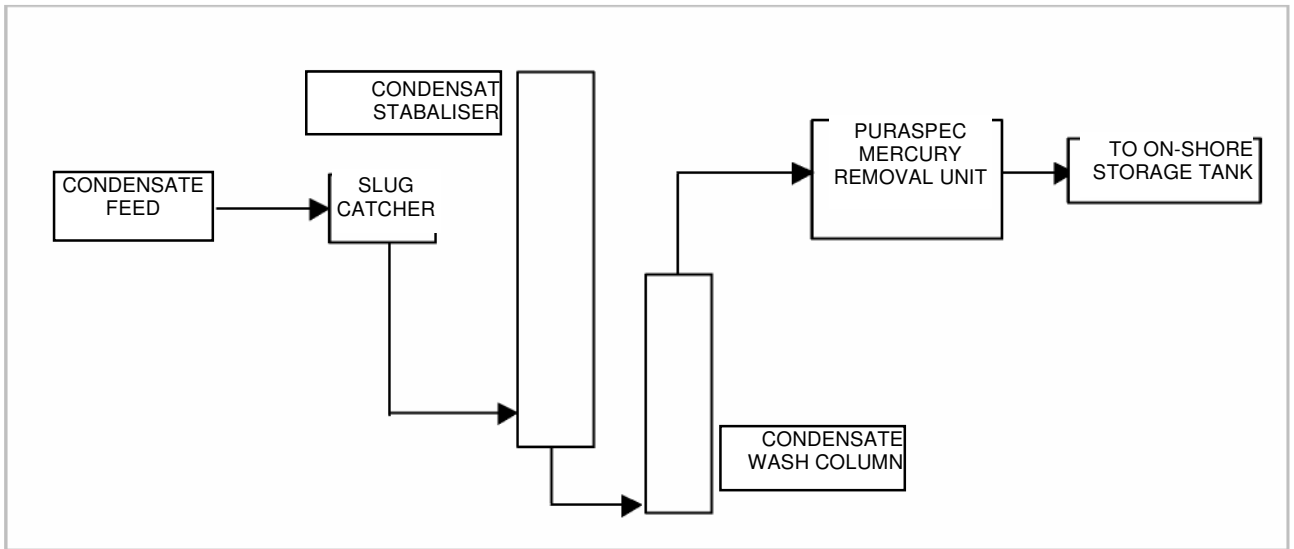 CONDENSAT
STABALISER
CONDENSATE
FEED
SLUG
CATCHER
PURASPEC
MERCURY
REMOVAL UNIT
TO ON-SHORE
STORAGE TANK
CONDENSATE
WASH COLUMN